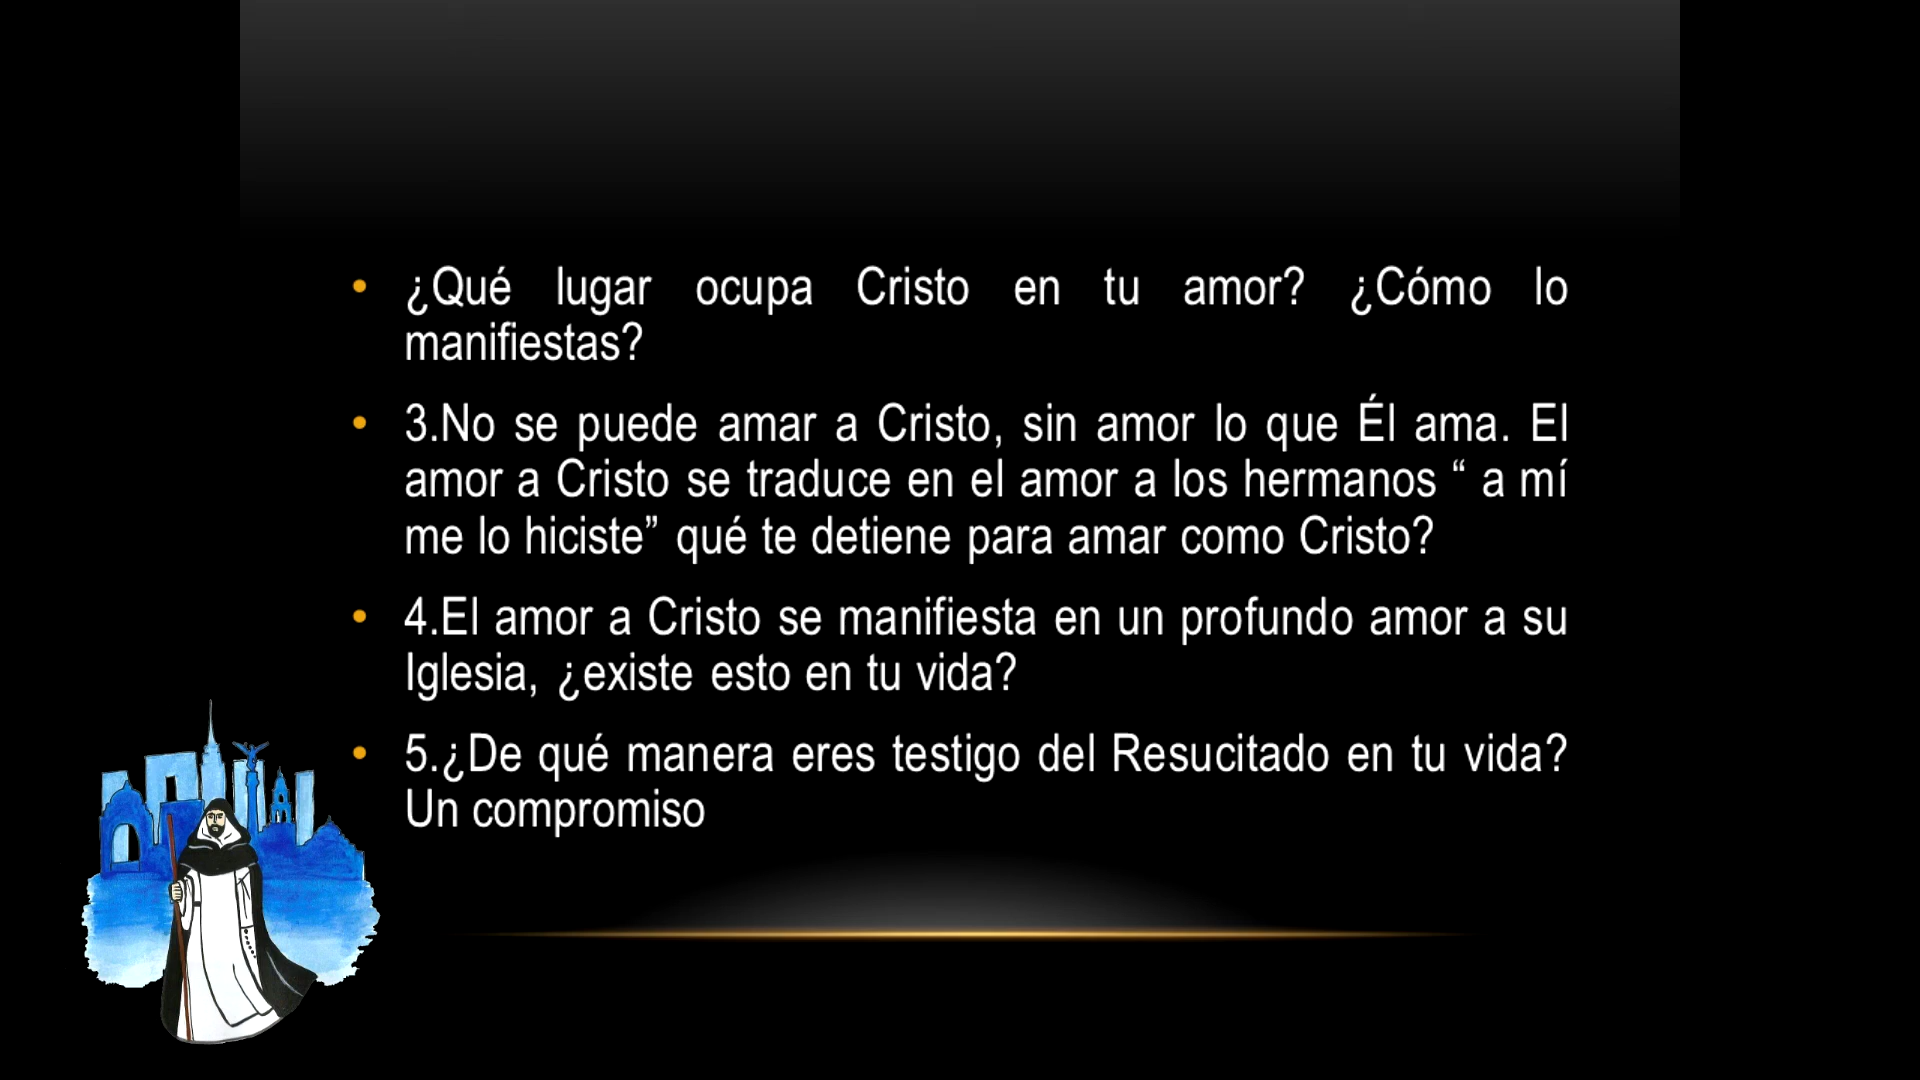 • ¿Qué lugar ocupa Cristo en tu amor? ¿Cómo lo
manifiestas?
• 3.No se puede amar a Cristo, sin amor lo que Él ama. El
amor a Cristo se traduce en el amor a los hermanos “ a mí
me lo hiciste” qué te detiene para amar como Cristo?
• 4.El amor a Cristo se manifiesta en un profundo amor a su
Iglesia, ¿existe esto en tu vida?
• 5.¿De qué manera eres testigo del Resucitado en tu vida?
Un compromiso